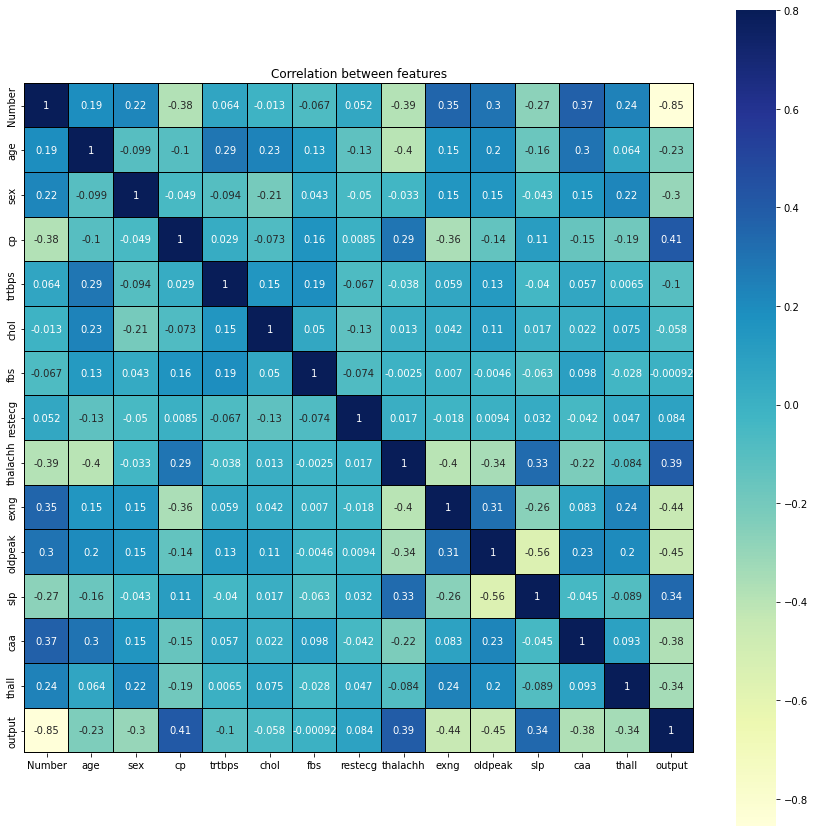 Correlation between features
Number 1 0.19 0.22 -0.38 0.064 -0.013 -0.067 0.052 -0.39 0.35 0.3 -0.27 0.37 0.24 -0.85
age 0.19 1 -0.099 -0.1 0.29 0.23 0.13 -0.13 -0.4 0.15 0.2 -0.16 0.3 0.064 -0.23
sex 0.22 -0.099 1 -0.049 -0.094 -0.21 0.043 -0.05 -0.033 0.15 0.15 -0.043 0.15 0.22 -0.3
cp -0.38 -0.1 -0.049 1 0.029 -0.073 0.16 0.0085 0.29 -0.36 -0.14 0.11 -0.15 -0.19 0.41
trtbps 0.064 0.29 -0.094 0.029 1 0.15 0.19 -0.067 -0.038 0.059 0.13 -0.04 0.057 0.0065 -0.1
chol -0.013 0.23 -0.21 -0.073 0.15 1 0.05 -0.13 0.013 0.042 0.11 0.017 0.022 0.075 -0.058
fbs -0.067 0.13 0.043 0.16 0.19 0.05 1 -0.074 -0.0025 0.007 -0.0046 -0.063 0.098 -0.028 -0.00092
restecg 0.052 -0.13 -0.05 0.0085 -0.067 -0.13 -0.074 1 0.017 -0.018 0.0094 0.032 -0.042 0.047 0.084
thalachh -0.39 -0.4 -0.033 0.29 -0.038 0.013 -0.0025 0.017 1 -0.4 -0.34 0.33 -0.22 -0.084 0.39
exng 0.35 0.15 0.15 -0.36 0.059 0.042 0.007 -0.018 -0.4 1 0.31 -0.26 0.083 0.24 -0.44
oldpeak 0.3 0.2 0.15 -0.14 0.13 0.11 -0.0046 0.0094 -0.34 0.31 1 -0.56 0.23 0.2 -0.45
slp -0.27 -0.16 -0.043 0.11 -0.04 0.017 -0.063 0.032 0.33 -0.26 -0.56 1 -0.045 -0.089 0.34
caa 0.37 0.3 0.15 -0.15 0.057 0.022 0.098 -0.042 -0.22 0.083 0.23 -0.045 1 0.093 -0.38
thall 0.24 0.064 0.22 -0.19 0.0065 0.075 -0.028 0.047 -0.084 0.24 0.2 -0.089 0.093 1 -0.34
output -0.85 -0.23 -0.3 0.41 -0.1 -0.058 -0.00092 0.084 0.39 -0.44 -0.45 0.34 -0.38 -0.34 1
Number age sex cp trtbps chol fbs restecg thalachh exng oldpeak slp caa thall output
0.8
0.6
0.4
0.2
0.0
−0.2
−0.4
−0.6
−0.8